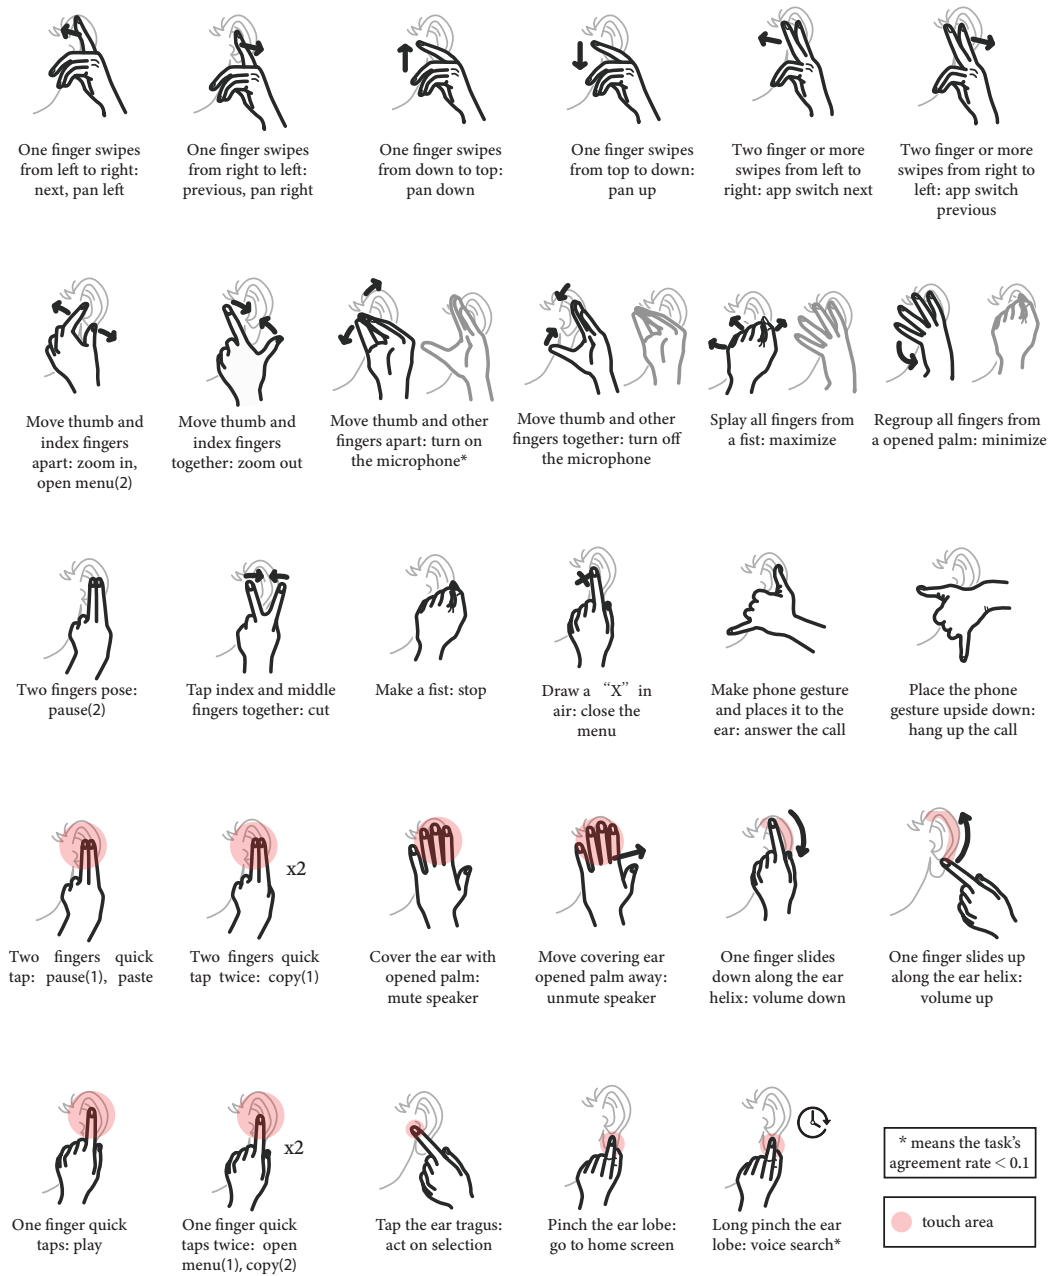 One finger swipes
from left to right:
next, pan left
One finger swipes
from right to left:
previous, pan right
One finger swipes
from down to top:
pan down
One finger swipes
from top to down:
pan up
Two finger or more
swipes from left to
right: app switch next
Two finger or more
swipes from right to
left: app switch
previous
Move thumb and
index fingers
apart: zoom in,
open menu(2)
Move thumb and
index fingers
together: zoom out
Move thumb and other
fingers apart: turn on
the microphone*
Move thumb and other
fingers together: turn off
the microphone
Splay all fingers from
a fist: maximize
Regroup all fingers from
a opened palm: minimize
Two fingers pose:
pause(2)
Tap index and middle
fingers together: cut
Make a fist: stop
Draw a “X” in
air: close the
menu
Make phone gesture
and places it to the
ear: answer the call
Place the phone
gesture upside down:
hang up the call
Two fingers quick
tap: pause(1), paste
x2
Two fingers quick
tap twice: copy(1)
Cover the ear with
opened palm:
mute speaker
Move covering ear
opened palm away:
unmute speaker
One finger slides
down along the ear
helix: volume down
One finger slides up
along the ear helix:
volume up
One finger quick
taps: play
x2
One finger quick
taps twice: open
menu(1), copy(2)
Tap the ear tragus:
act on selection
Pinch the ear lobe:
go to home screen
Long pinch the ear
lobe: voice search*
* means the task’s
agreement rate < 0.1
touch area